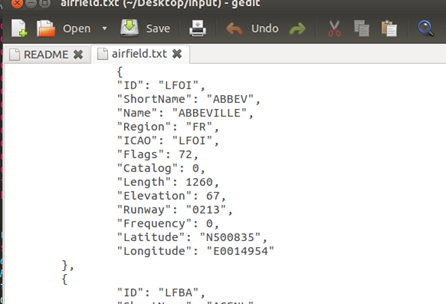 airfield.txt (~/Desktop/input) - gedit
Open Save Undo
README airfield.txt
{
"ID": "LFOI",
"ShortName": "ABBEV",
"Name": "ABBEVILLE",
"Region": "FR",
"ICAO": "LFOI",
"Flags": 72,
"Catalog": 0,
"Length": 1260,
"Elevation": 67,
"Runway": "0213",
"Frequency": 0,
"Latitude": "N500835",
"Longitude": "E0014954"
},
{
"ID": "LFBA",